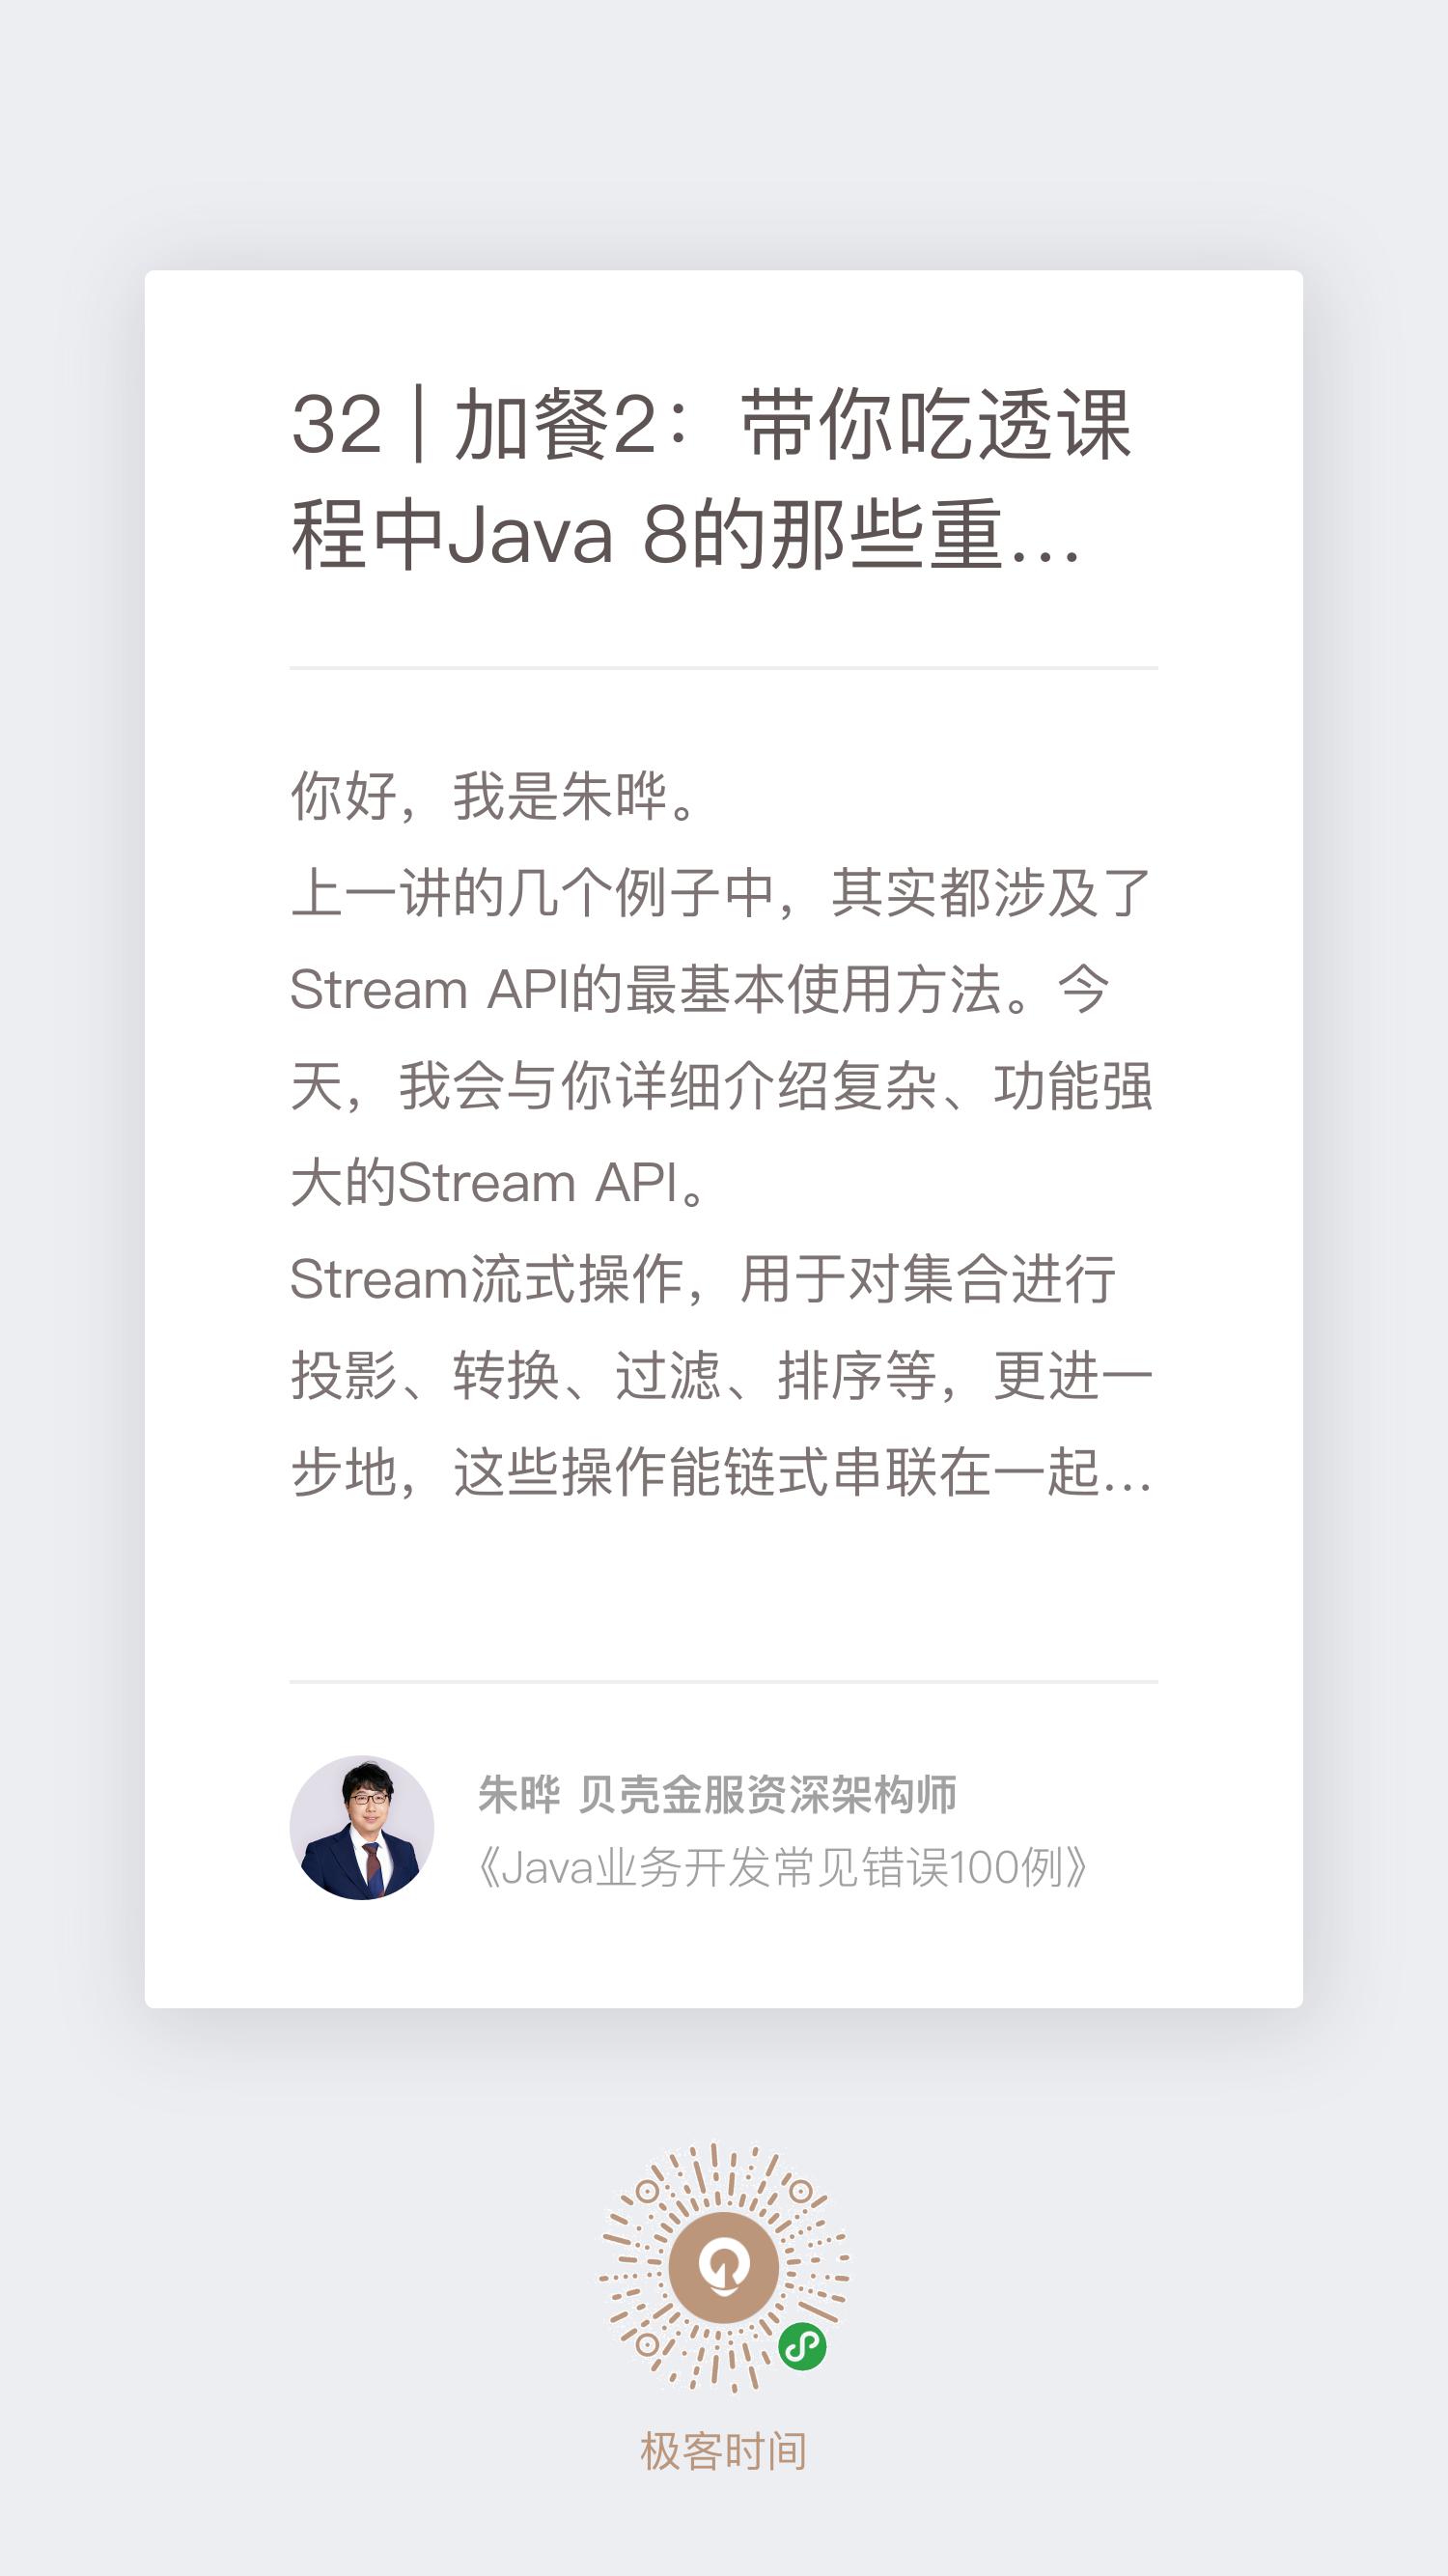 32 | 加餐2：带你吃透课
程中Java 8的那些重...
你好，我是朱晔。
上一讲的几个例子中，其实都涉及了
Stream API的最基本使用方法。今
天，我会与你详细介绍复杂、功能强
大的Stream API。
Stream流式操作，用于对集合进行
投影、转换、过滤、排序等，更进一
步地，这些操作能链式串联在一起...
朱晔 贝壳金服资深架构师
《Java业务开发常见错误100例》
极客时间